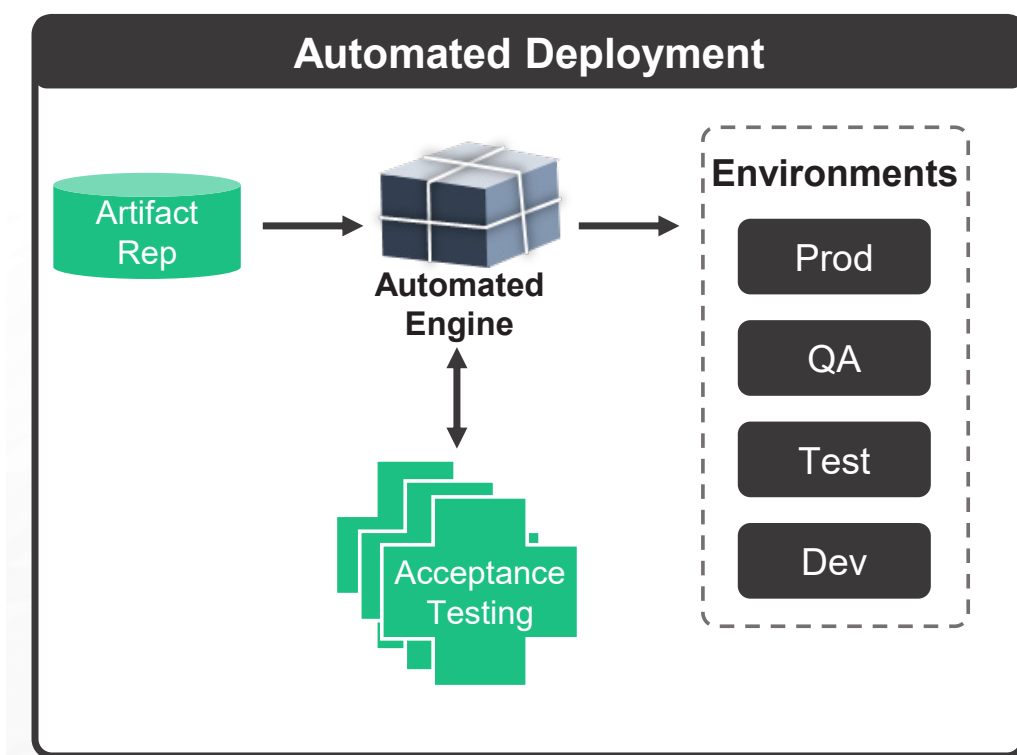 Automated Deployment
Artifact
Rep
Automated
Engine
Acceptance
Testing
Environments
Prod
QA
Test
Dev